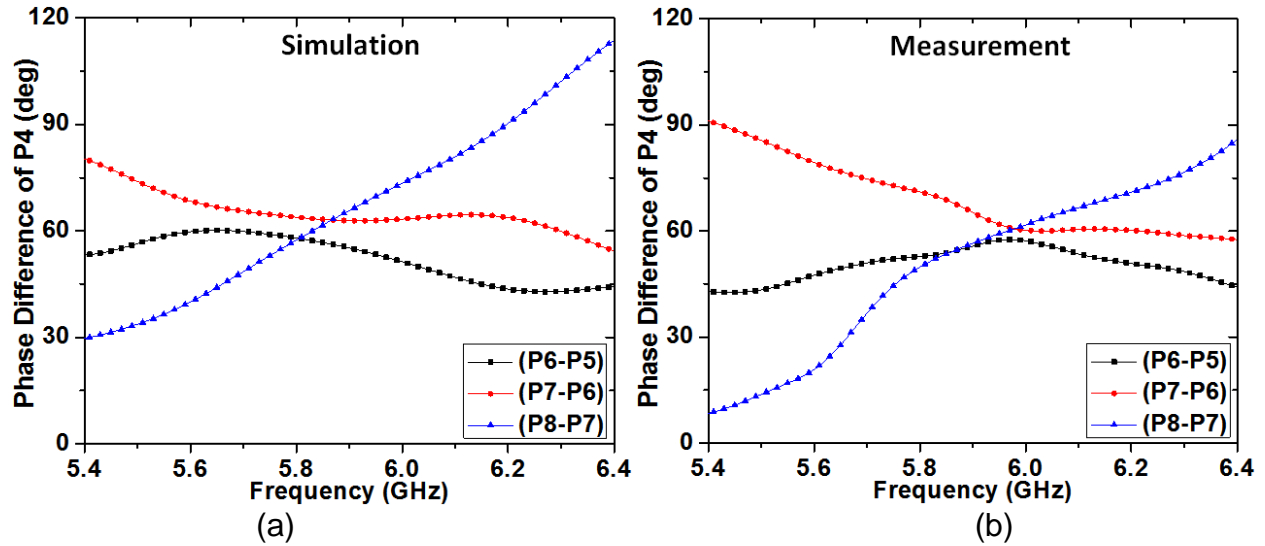 Simulation
Phase Difference of P4 (deg)
120
90
60
30
0
(P6-P5)
(P7-P6)
(P8-P7)
5.4
5.6
5.8
6.0
6.2
6.4
Frequency (GHz)
(a)
Measurement
Phase Difference of P4 (deg)
120
90
60
30
0
(P6-P5)
(P7-P6)
(P8-P7)
5.4
5.6
5.8
6.0
6.2
6.4
Frequency (GHz)
(b)